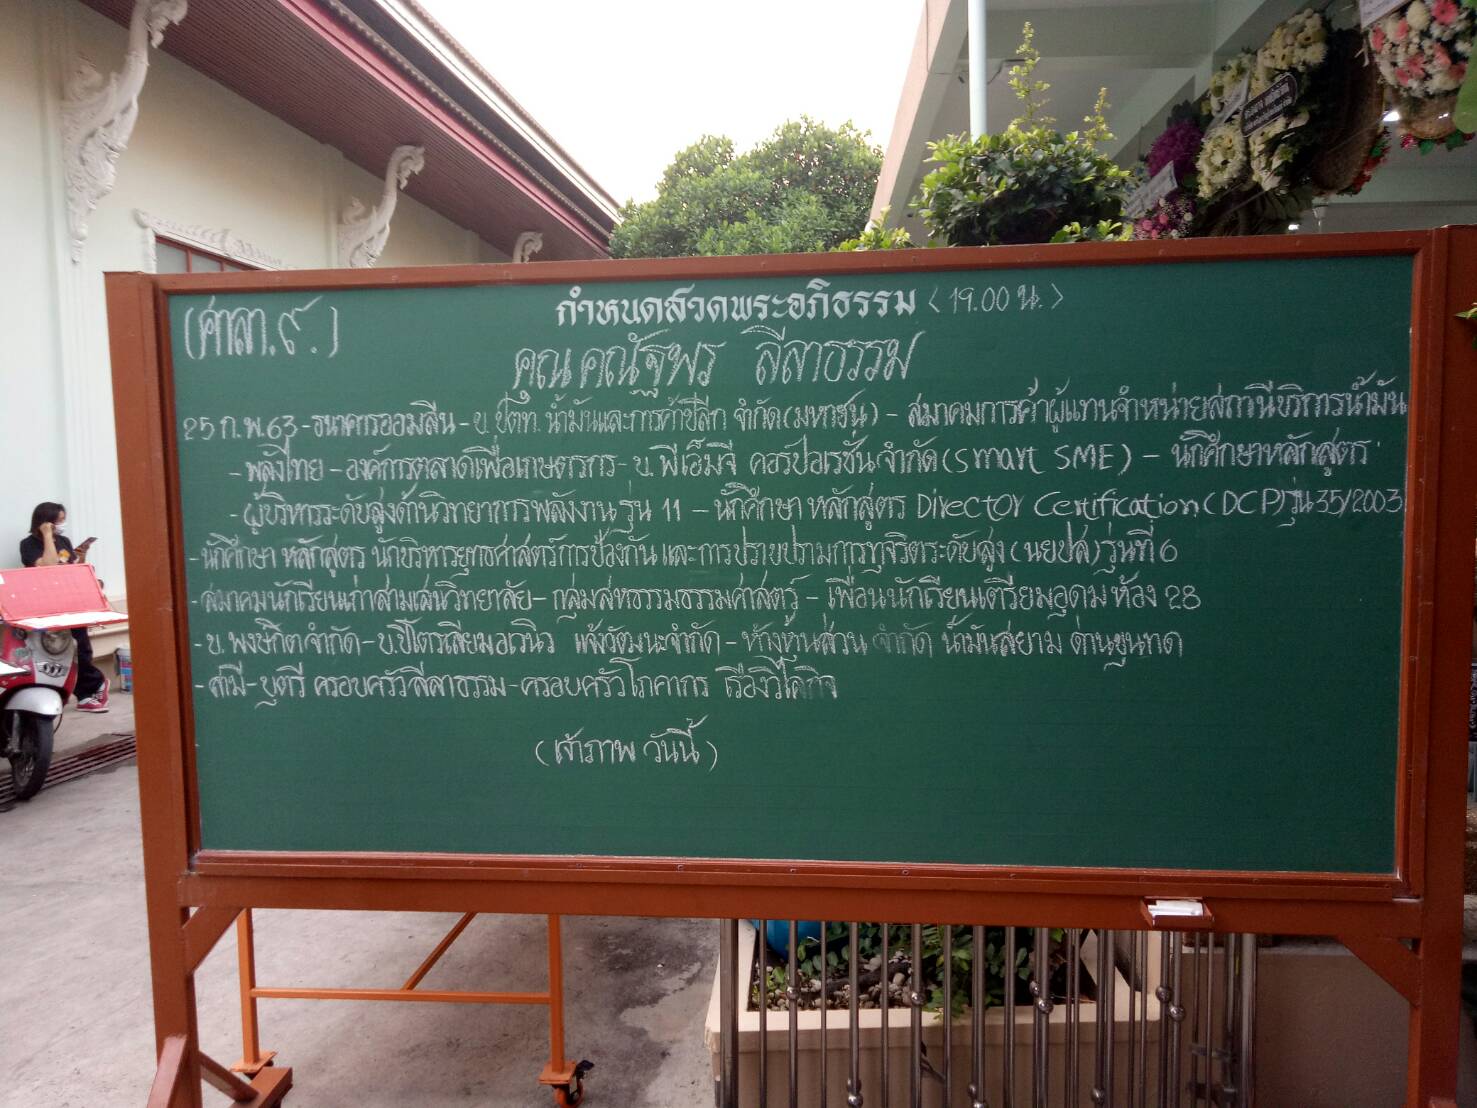 (ศาลา.๙.)
กำหนดสวดพระอภิธรรม <19.00 น.>
คุณคณัฐพร ลีลาธรรม
25 ก.พ.63 - ธนาคารออมสิน - บ. ปตท. น้ำมันและการค้าปลีก จำกัด (มหาชน) - สมาคมการค้าผู้แทนจำหน่ายสถานีบริการน้ำมัน
- พลังไทย - องค์การตลาดเพื่อเกษตรกร - บ. พีเอ็มจี คอร์ปอเรชั่น จำกัด (Smart SME) - นักศึกษาหลักสูตร
- ผู้บริหารระดับสูงด้านวิทยาการพลังงาน รุ่น 11 - นักศึกษา หลักสูตร Director Certification (DCP) รุ่น 35/2003
- นักศึกษา หลักสูตร นักบริหารยุทธศาสตร์การป้องกัน และการปราบปรามการทุจริตระดับสูง (นยปส) รุ่นที่ 6
- สมาคมนักเรียนเก่าสามเสนวิทยาลัย - กลุ่มสหธรรมธรรมศาสตร์ - เพื่อนนักเรียนเตรียมอุดม ห้อง 28
- บ. พงษ์กิตจำกัด - บ.ปิโตรเลียมอเวนิว แจ้งวัฒนะจำกัด - ห้างหุ้นส่วน จำกัด น้ำมันสยาม ด่านขุนทด
- สามี - บุตรี ครอบครัวลีลาธรรม - ครอบครัวโภคากร เรืองวิไลกิจ
(เจ้าภาพ วันนี้)